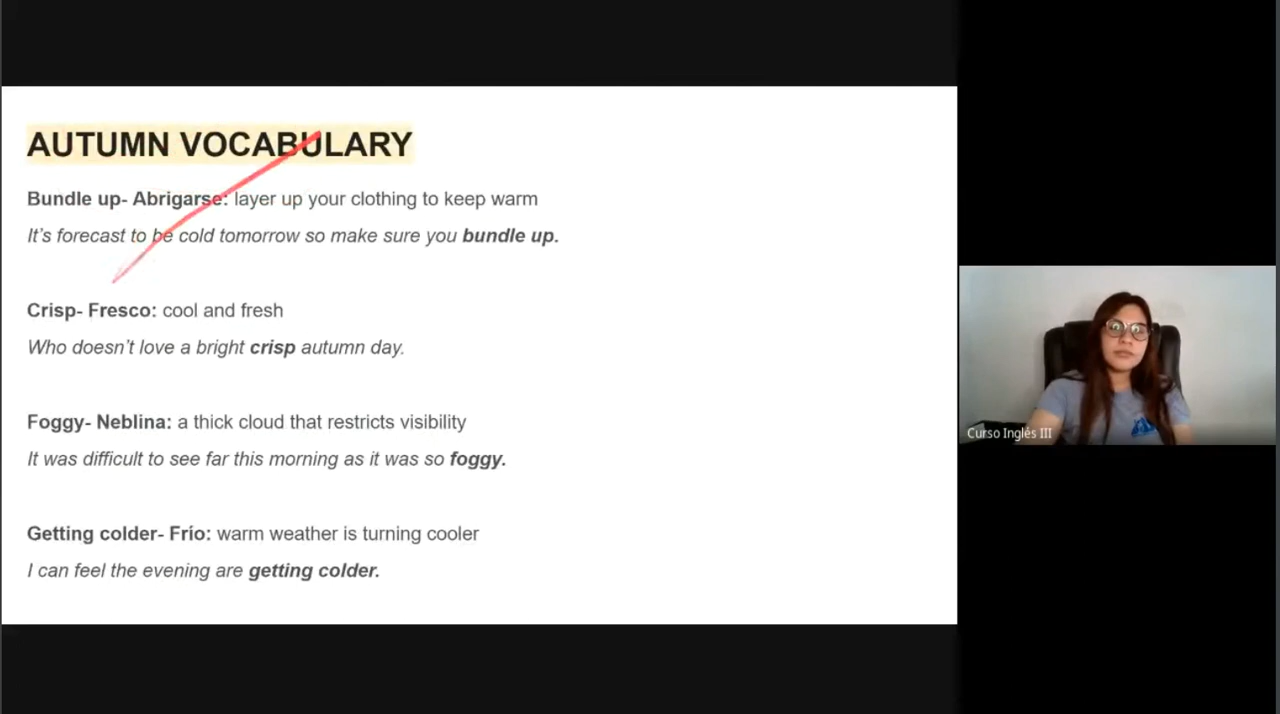 AUTUMN VOCABULARY
Bundle up- Abrigarse: layer up your clothing to keep warm
It’s forecast to be cold tomorrow so make sure you bundle up.
Crisp- Fresco: cool and fresh
Who doesn’t love a bright crisp autumn day.
Foggy- Neblina: a thick cloud that restricts visibility
It was difficult to see far this morning as it was so foggy.
Getting colder- Frío: warm weather is turning cooler
I can feel the evening are getting colder.
Curso Inglés III